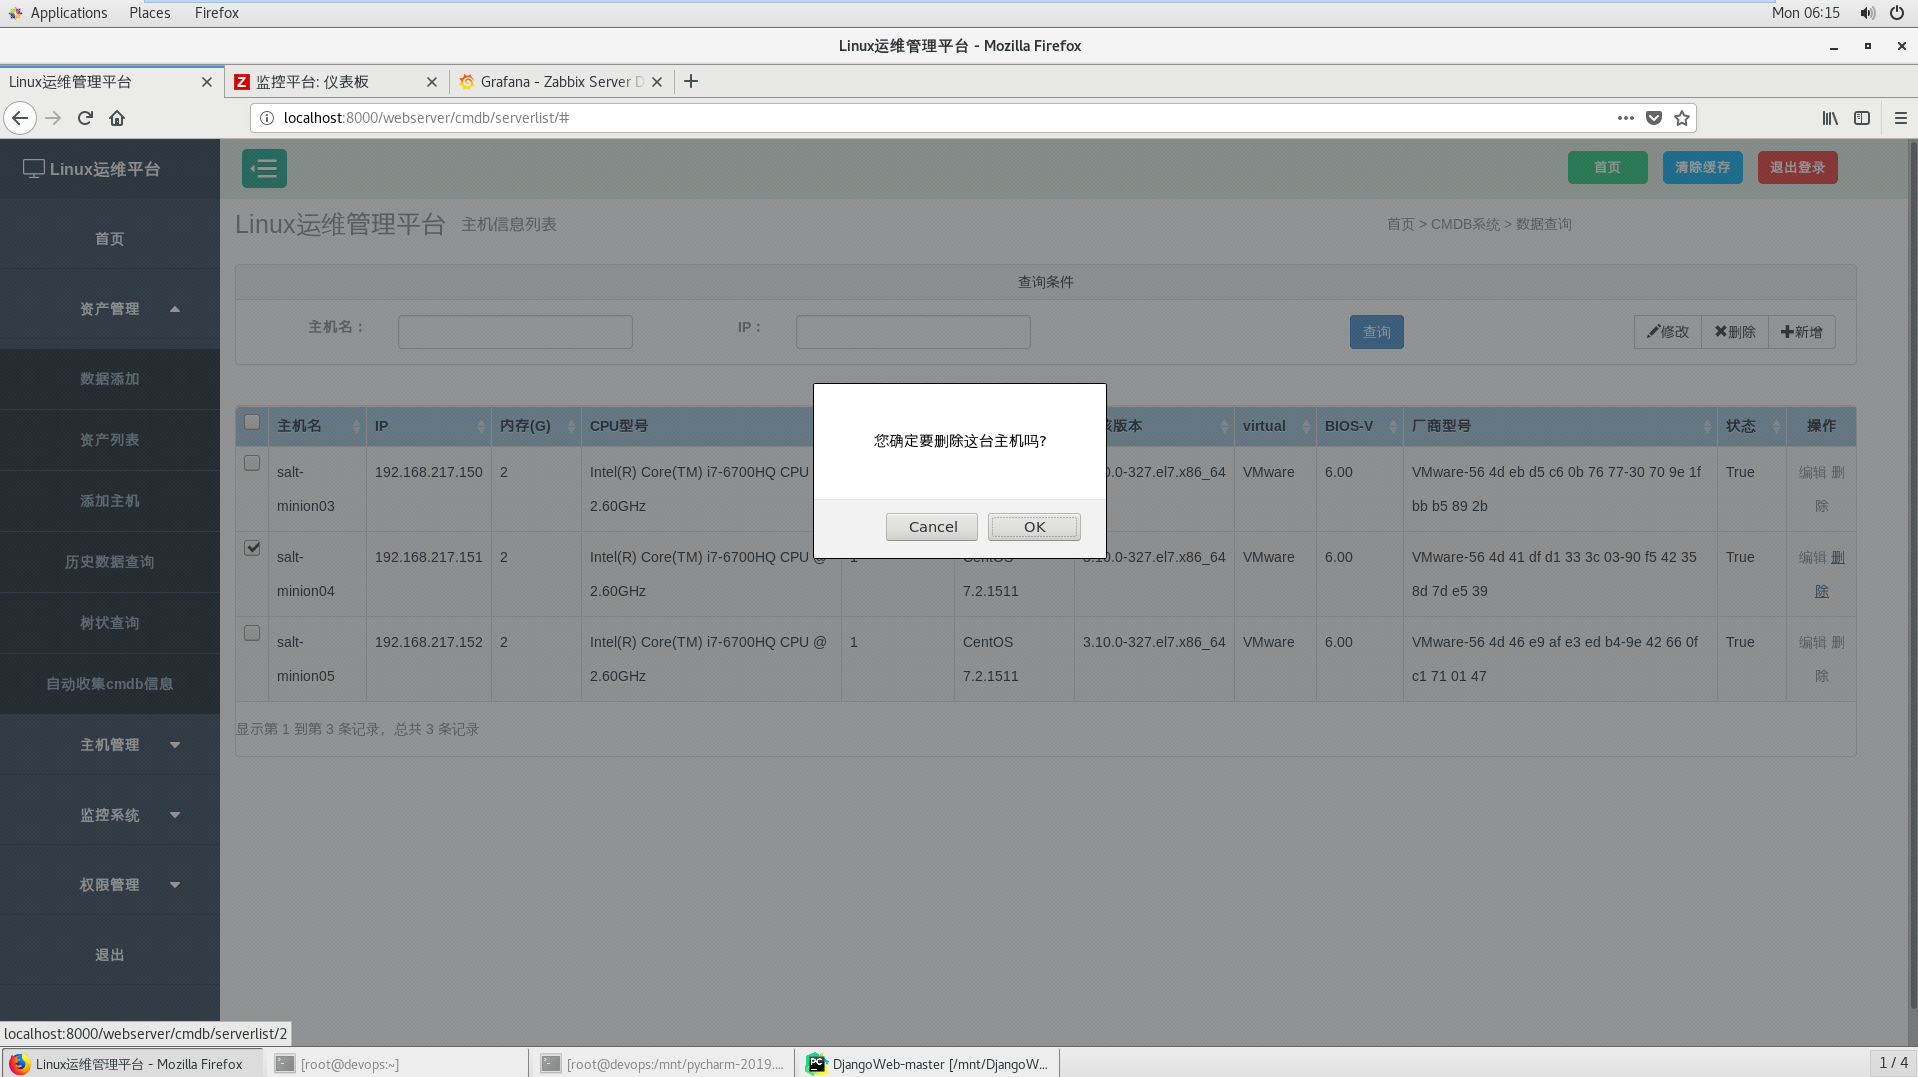 Applications Places Firefox Mon 06:15
Linux运维管理平台 - Mozilla Firefox
Linux运维管理平台 监控平台: 仪表板 Grafana - Zabbix Server D
localhost:8000/webserver/cmdb/serverlist/#
Linux运维平台 首页 清除缓存 退出登录
Linux运维管理平台 主机信息列表 首页 > CMDB系统 > 数据查询
首页
资产管理
数据添加
资产列表
添加主机
历史数据查询
树状查询
自动收集cmdb信息
主机管理
监控系统
权限管理
退出
查询条件
主机名： IP： 查询 修改 删除 新增
主机名 IP 内存(G) CPU型号 版本 virtual BIOS-V 厂商型号 状态 操作
salt- 192.168.217.150 2 Intel(R) Core(TM) i7-6700HQ CPU .0-327.el7.x86_64 VMware 6.00 VMware-56 4d eb d5 c6 0b 76 77-30 70 9e 1f True 编辑 删
minion03 2.60GHz bb b5 89 2b 除
salt- 192.168.217.151 2 Intel(R) Core(TM) i7-6700HQ CPU @ 1 CentOS 3.10.0-327.el7.x86_64 VMware 6.00 VMware-56 4d 41 df d1 33 3c 03-90 f5 42 35 True 编辑 删
minion04 2.60GHz 7.2.1511 8d 7d e5 39 除
salt- 192.168.217.152 2 Intel(R) Core(TM) i7-6700HQ CPU @ 1 CentOS 3.10.0-327.el7.x86_64 VMware 6.00 VMware-56 4d 46 e9 af e3 ed b4-9e 42 66 0f True 编辑 删
minion05 2.60GHz 7.2.1511 c1 71 01 47 除
显示第 1 到第 3 条记录，总共 3 条记录
您确定要删除这台主机吗?
Cancel OK
localhost:8000/webserver/cmdb/serverlist/2
Linux运维管理平台 - Mozilla Firefox [root@devops:~] [root@devops:/mnt/pycharm-2019.... DjangoWeb-master [/mnt/DjangoW... 1 / 4